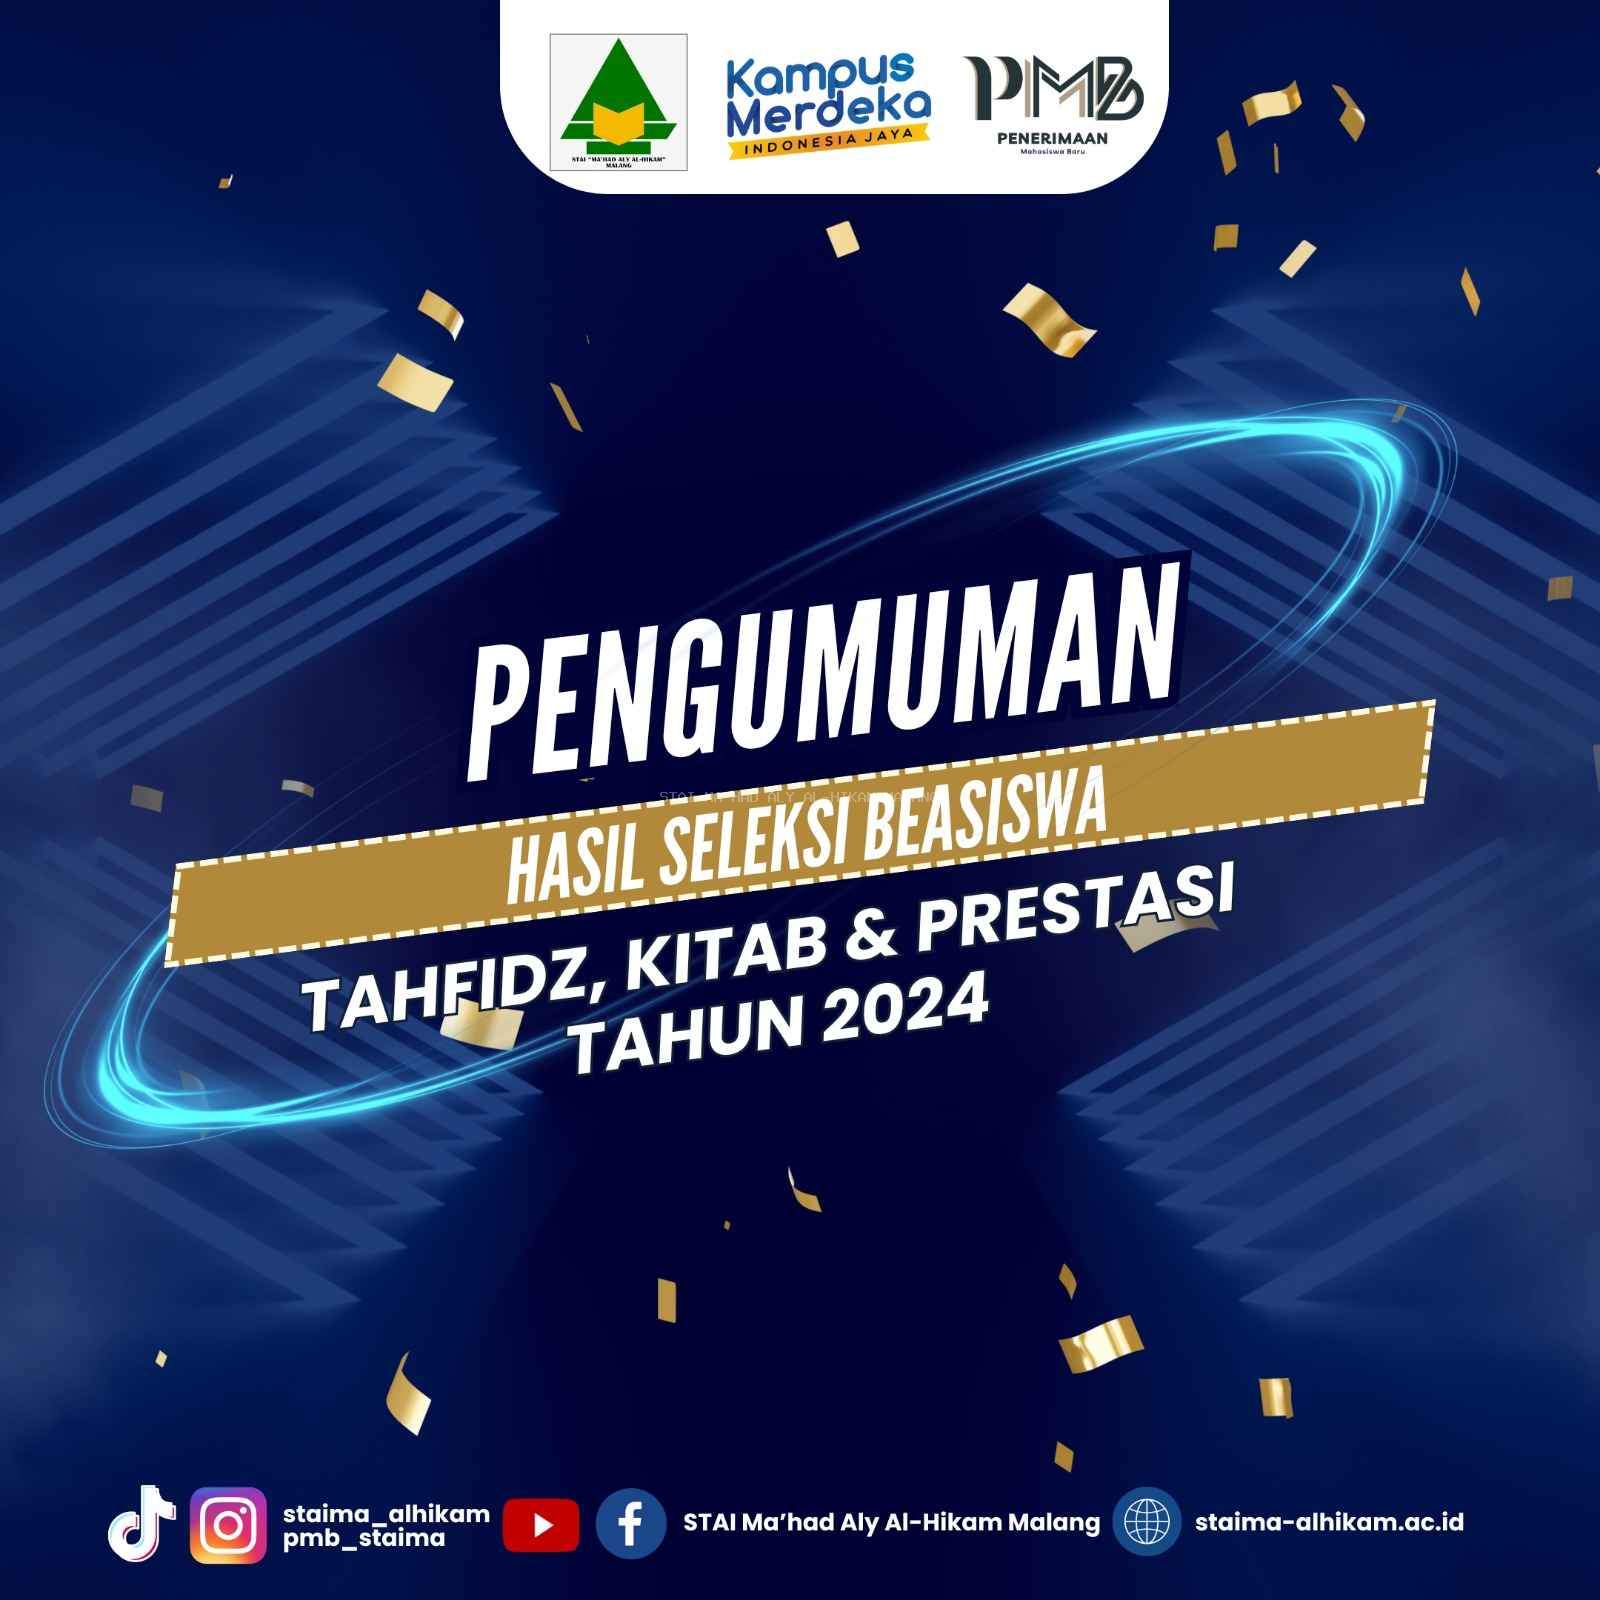 STAI "MA'HAD ALY AL-HIKAM"
MALANG
Kampus
Merdeka
INDONESIA JAYA
PMB
PENERIMAAN
Mahasiswa Baru
PENGUMUMAN
HASIL SELEKSI BEASISWA
TAHFIDZ, KITAB & PRESTASI
TAHUN 2024
staima_alhikam
pmb_staima
STAI Ma'had Aly Al-Hikam Malang
staima-alhikam.ac.id